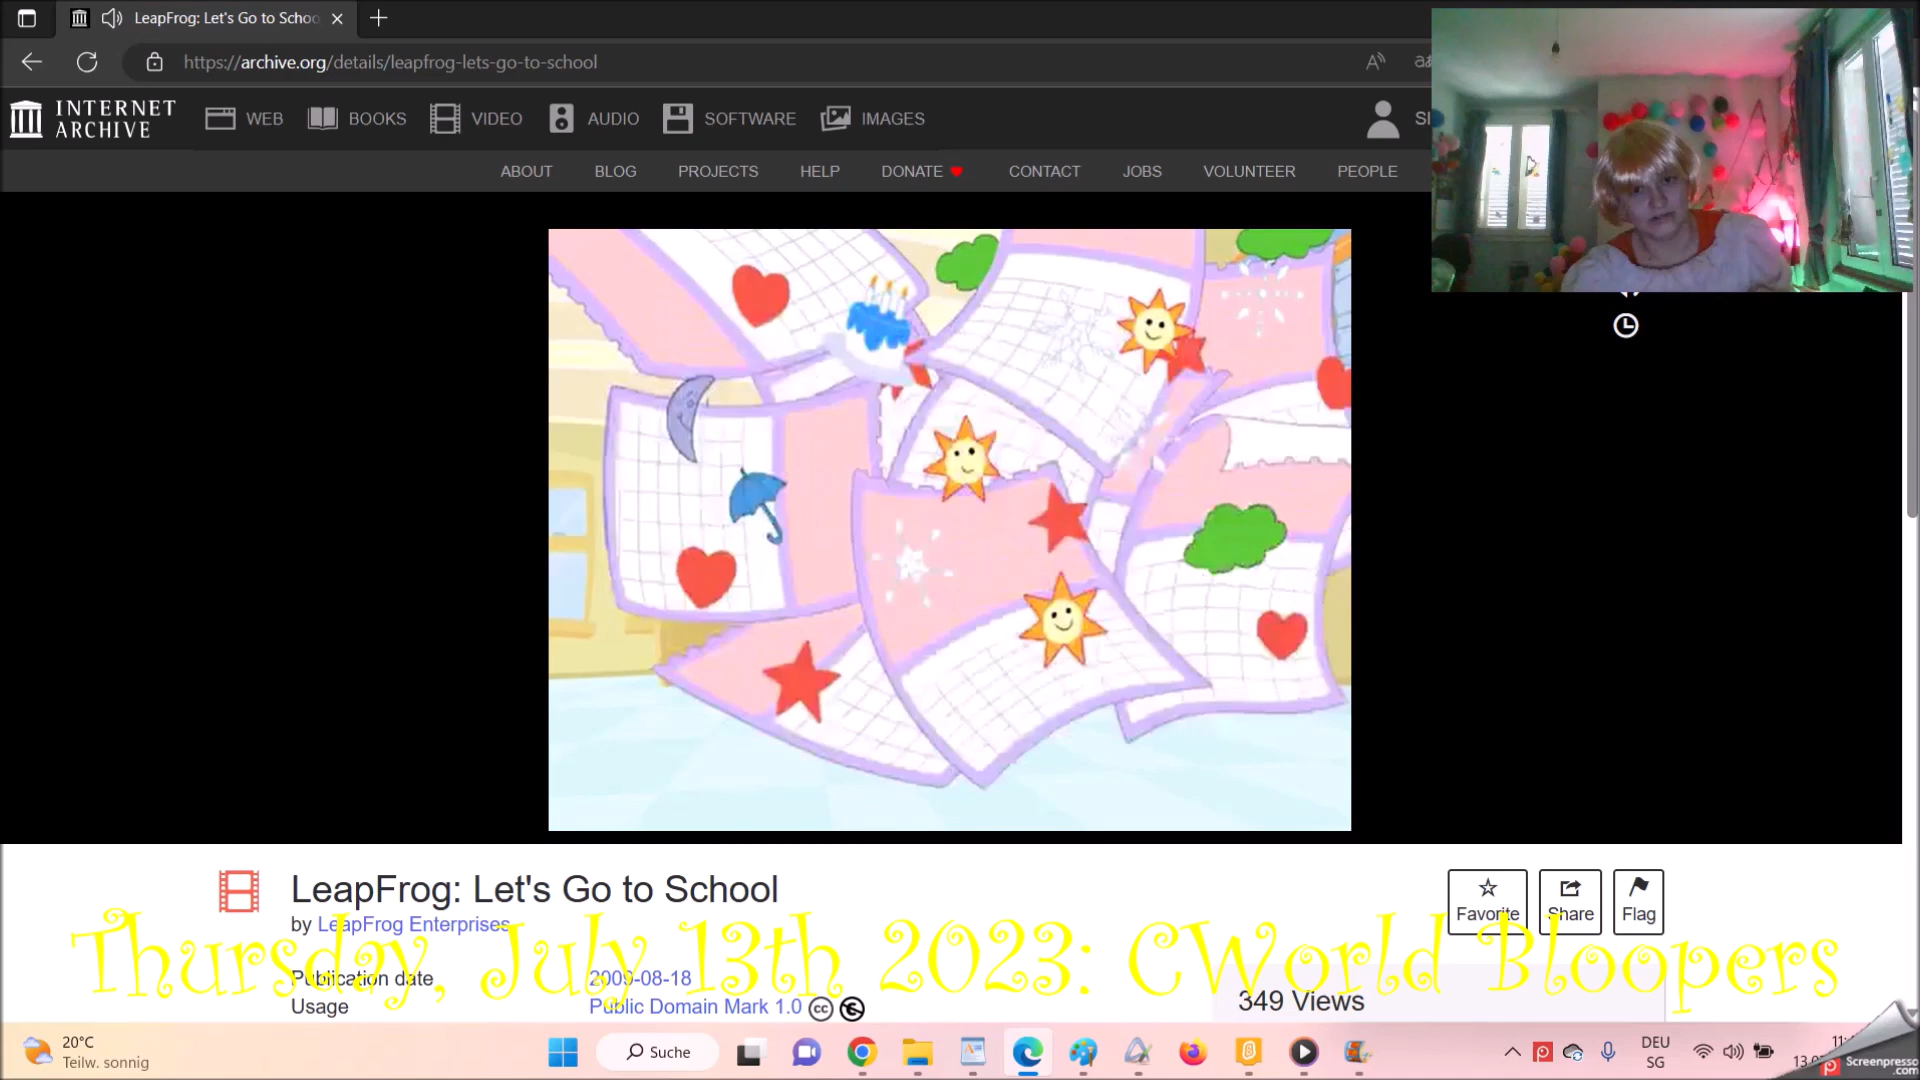 LeapFrog: Let's Go to Schoo
https://archive.org/details/leapfrog-lets-go-to-school
INTERNET ARCHIVE
WEB
BOOKS
VIDEO
AUDIO
SOFTWARE
IMAGES
ABOUT
BLOG
PROJECTS
HELP
DONATE
CONTACT
JOBS
VOLUNTEER
PEOPLE
LeapFrog: Let's Go to School
by LeapFrog Enterprises
Favorite
Share
Flag
Thursday, July 13th 2023: CWorld Bloopers
Publication date 2009-08-18
Usage Public Domain Mark 1.0
349 Views
20°C
Teilw. sonnig
Suche
DEU
SG
Screenpresso
.com